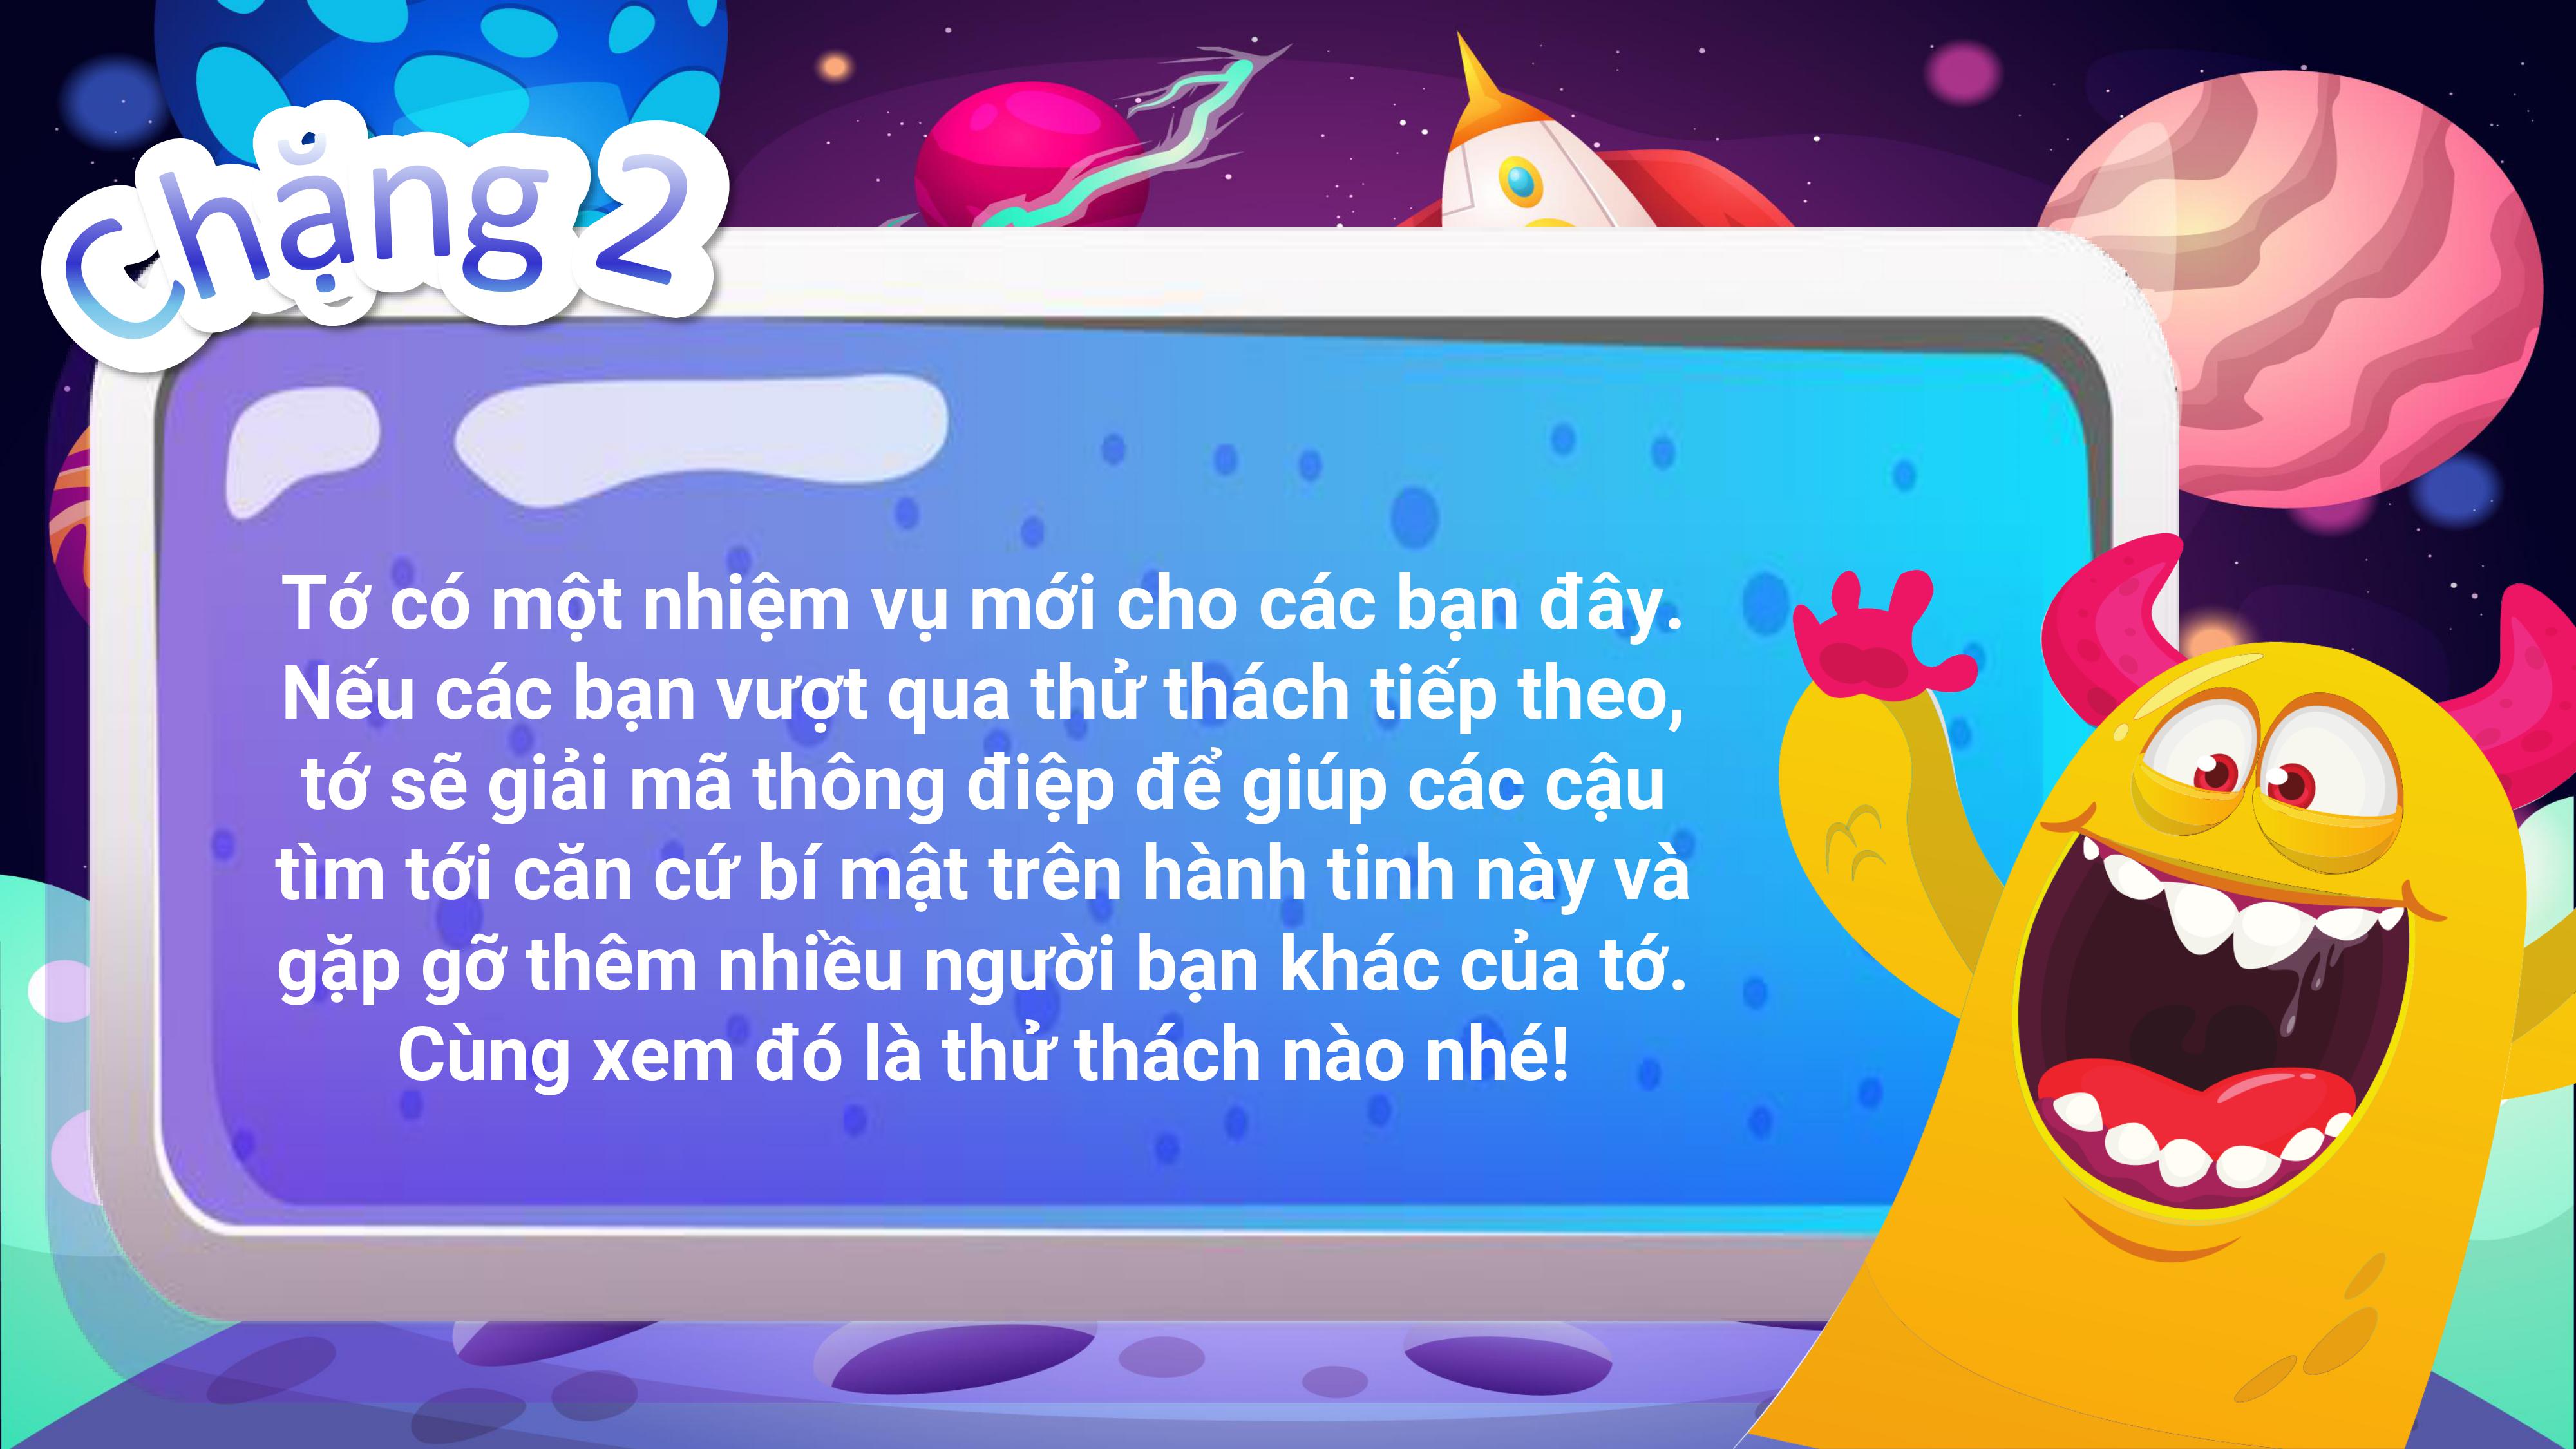 Chặng 2
Tớ có một nhiệm vụ mới cho các bạn đây.
Nếu các bạn vượt qua thử thách tiếp theo,
tớ sẽ giải mã thông điệp để giúp các cậu
tìm tới căn cứ bí mật trên hành tinh này và
gặp gỡ thêm nhiều người bạn khác của tớ.
Cùng xem đó là thử thách nào nhé!